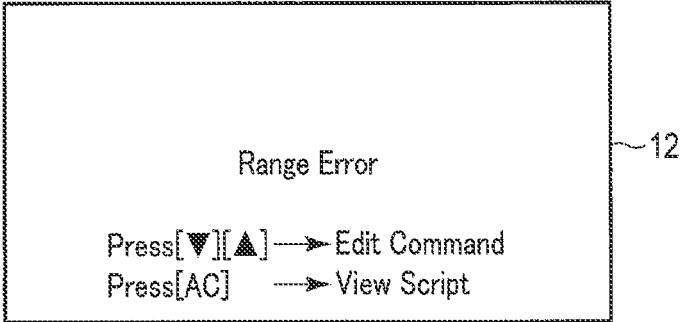 Range Error
12
Press[▼][▲] ---> Edit Command
Press[AC] ---> View Script